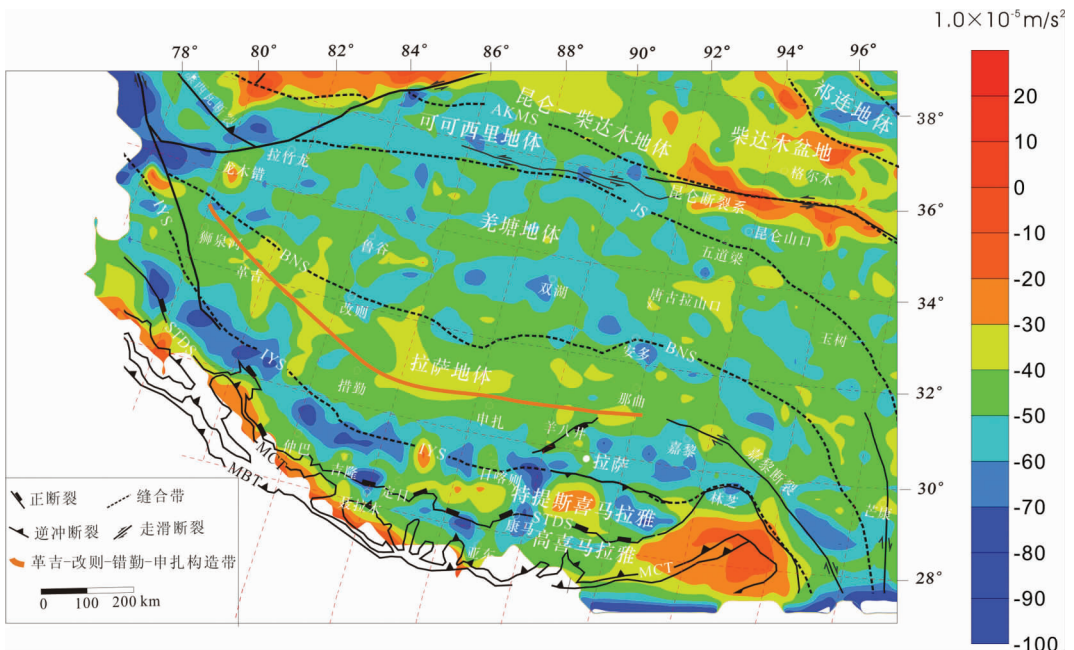 1.0×10⁻⁵m/s²
78° 80° 82° 84° 86° 88° 90° 92° 94° 96°
38°
36°
34°
32°
30°
28°
20
10
0
-10
-20
-30
-50
-60
-70
-80
-90
-100
祁连地体
昆仑—柴达木地体
AKMS
可可西里地体
柴达木盆地
格尔木
拉竹龙
龙木错
昆仑断裂系
昆仑山口
JS
IYS
羌塘地体
五道梁
狮泉河
BNS
鲁谷
革吉
双湖
唐古拉山口
改则
玉树
安多
BNS
STDS
IYS
拉萨地体
措勤
那曲
申扎
羊八井
嘉黎
嘉黎断裂
拉萨
仲巴
IYS
日喀则
MCT
吉隆
定日
特提斯喜马拉雅
林芝
芒康
MBT
STDS
康马
高喜马拉雅
亚东
MCT
正断裂
缝合带
逆冲断裂
走滑断裂
革吉-改则-错勤-申扎构造带
0 100 200 km